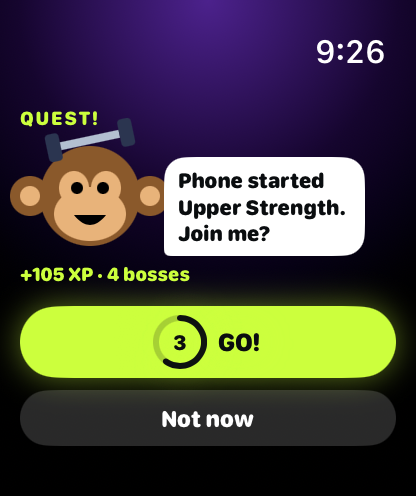 9:26
QUEST!
Phone started
Upper Strength.
Join me?
+105 XP · 4 bosses
3 GO!
Not now